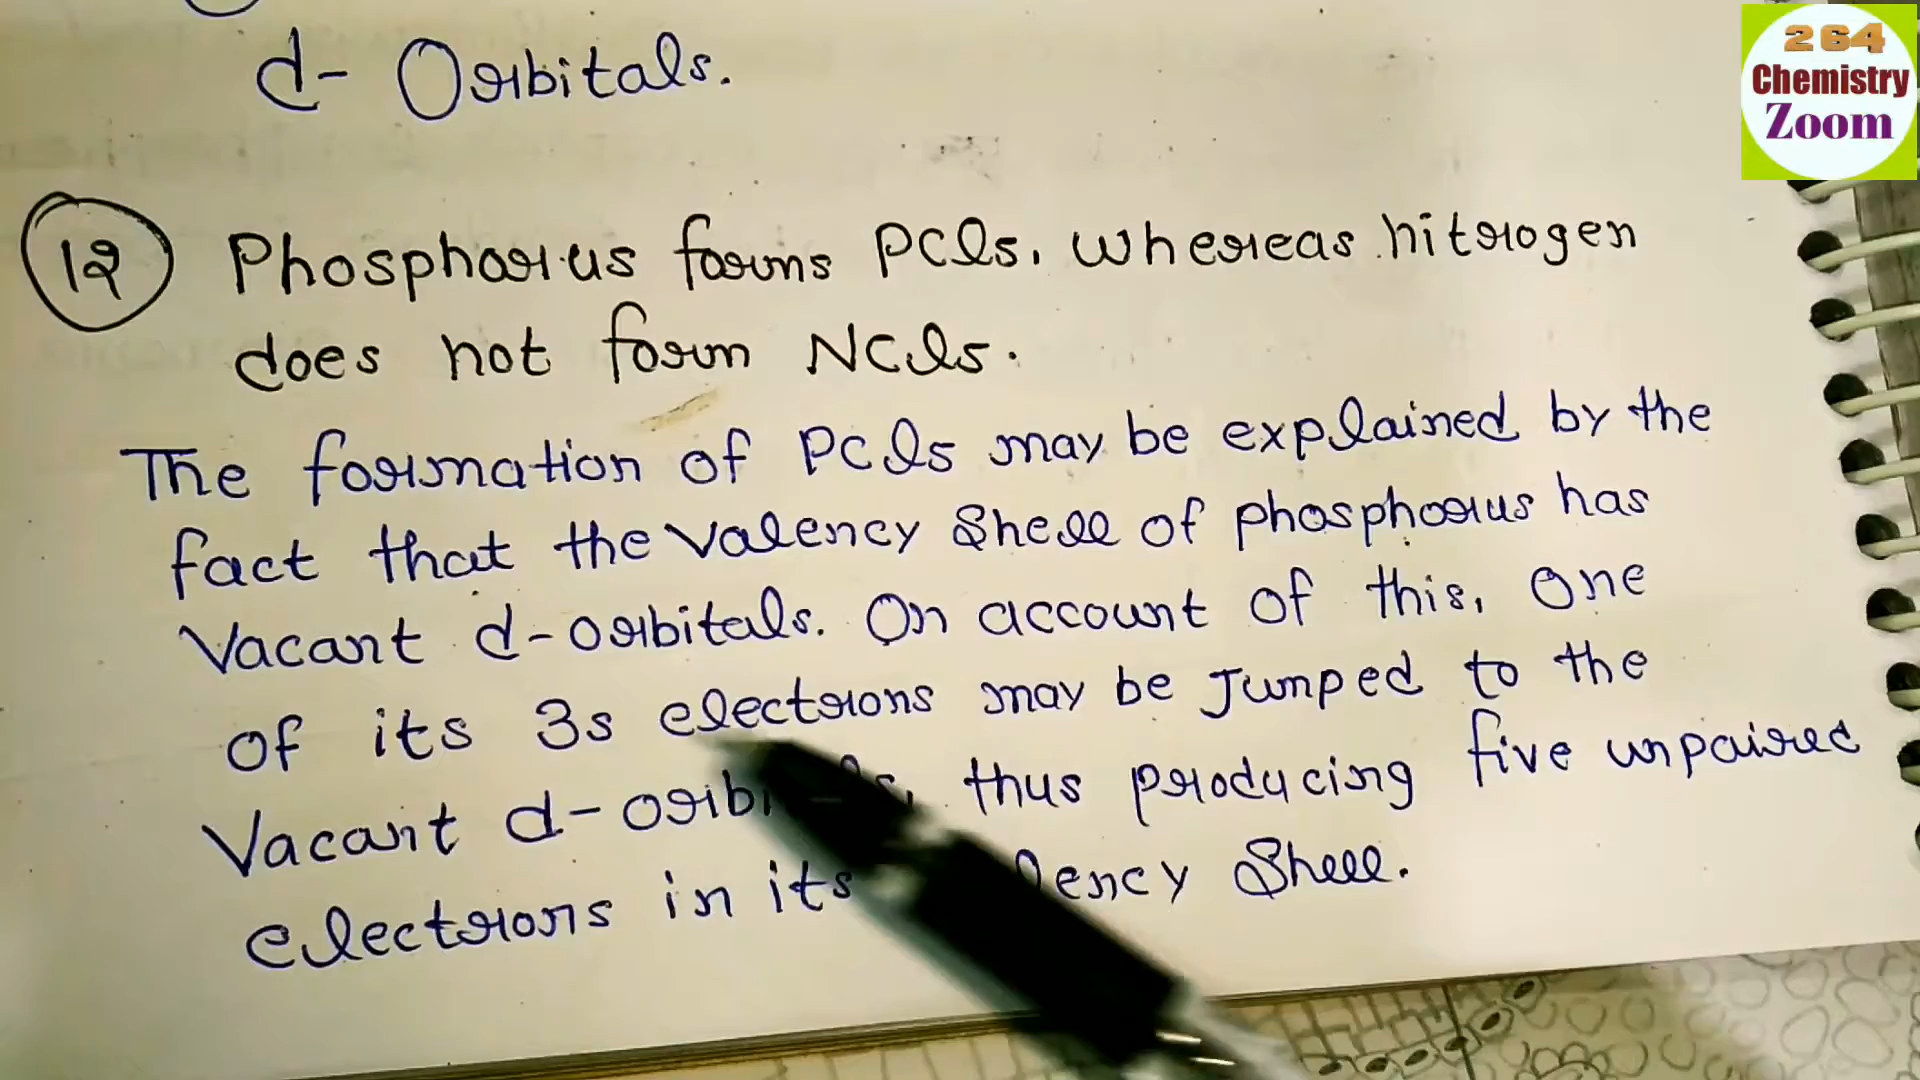 d- Orbitals.
264
Chemistry
Zoom
12 Phosphorus forms PCl5, whereas nitrogen
does not form NCl5.
The formation of PCl5 may be explained by the
fact that the valency Shell of phosphorus has
Vacant d-orbitals. On account of this, One
of its 3s electrons may be Jumped to the
Vacant d- thus producing five unpaired
electrons in its Shell.